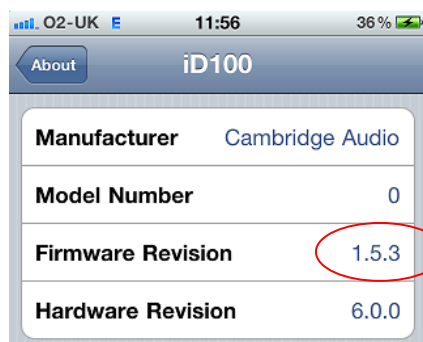 O2-UK E 11:56 36%
About iD100
Manufacturer Cambridge Audio
Model Number 0
Firmware Revision 1.5.3
Hardware Revision 6.0.0